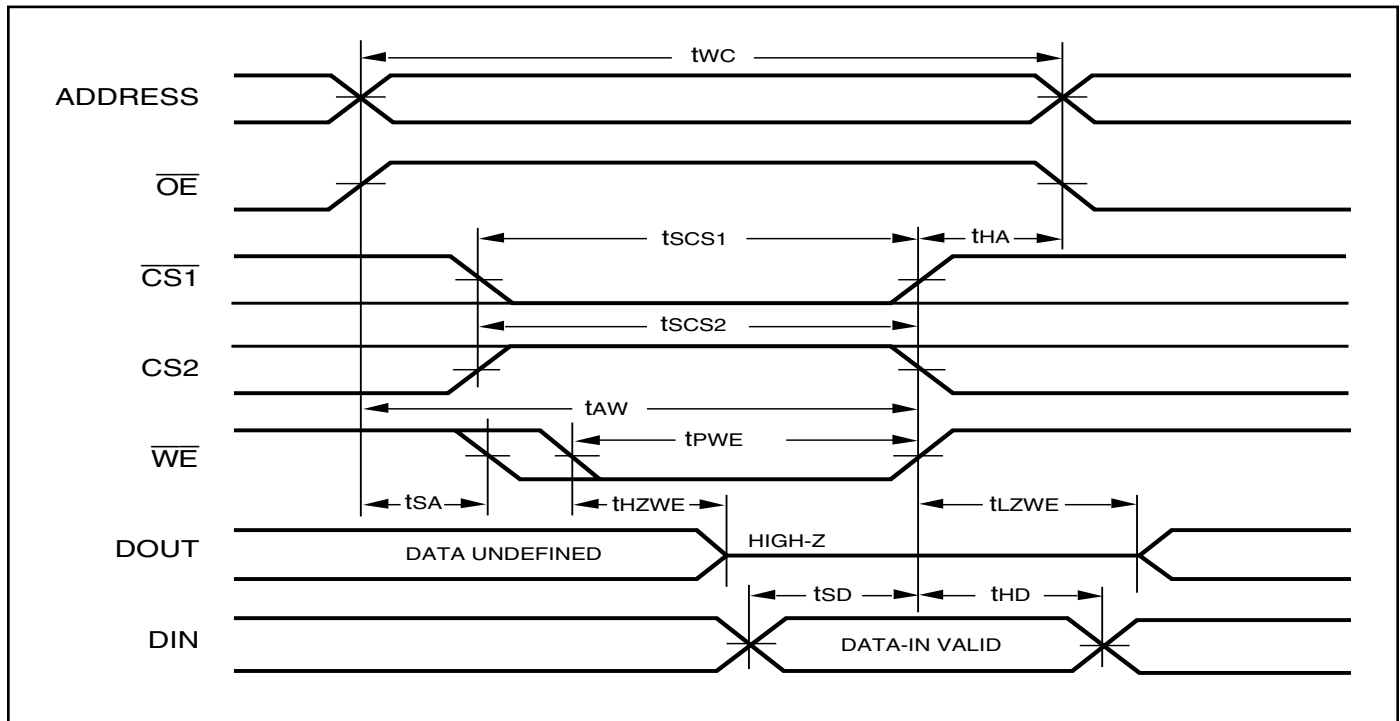 tWC
ADDRESS
OE
tSCS1
tHA
CS1
tSCS2
CS2
tAW
tPWE
WE
tSA
tHZWE
tLZWE
DOUT
DATA UNDEFINED
HIGH-Z
tSD
tHD
DIN
DATA-IN VALID